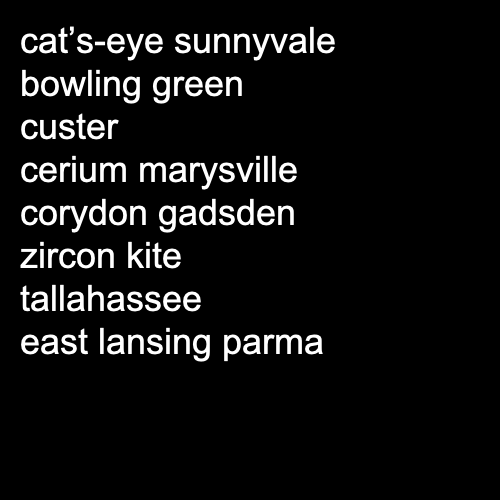 cat’s-eye sunnyvale
bowling green
custer
cerium marysville
corydon gadsden
zircon kite
tallahassee
east lansing parma